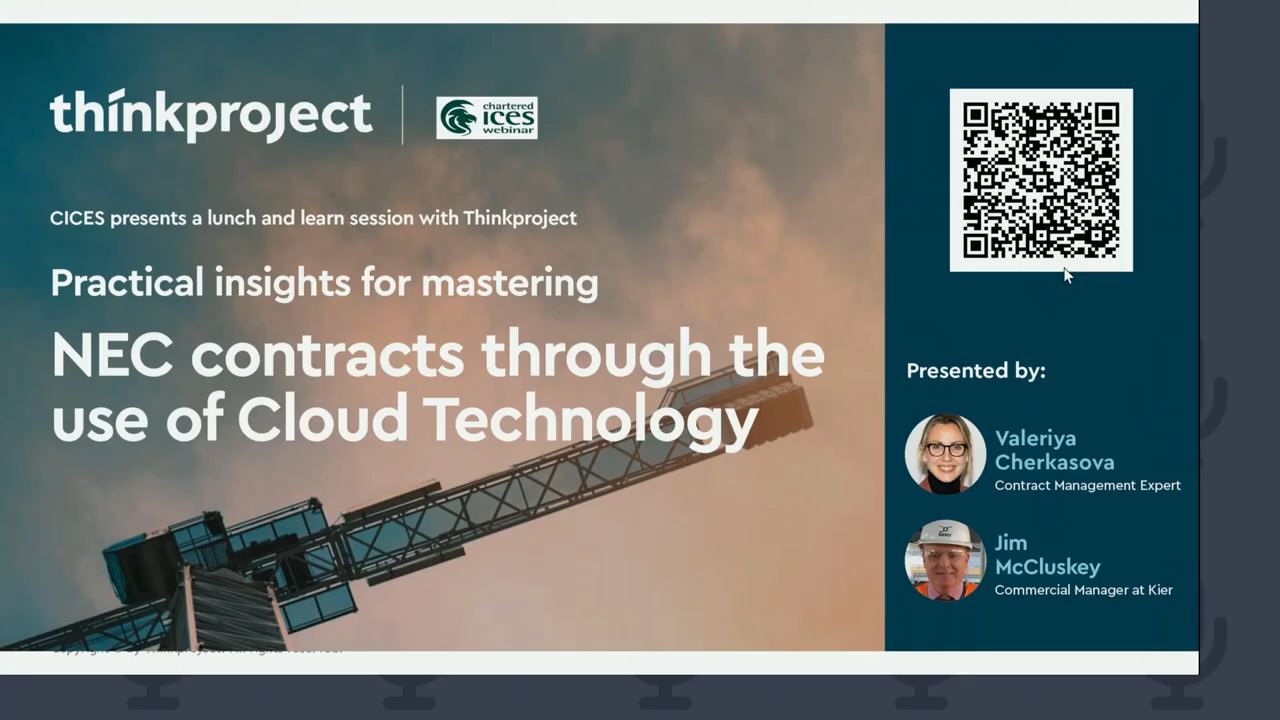 thinkproject
chartered
ices
webinar
CICES presents a lunch and learn session with Thinkproject
Practical insights for mastering
NEC contracts through the
use of Cloud Technology
Presented by:
Valeriya
Cherkasova
Contract Management Expert
Jim
McCluskey
Commercial Manager at Kier